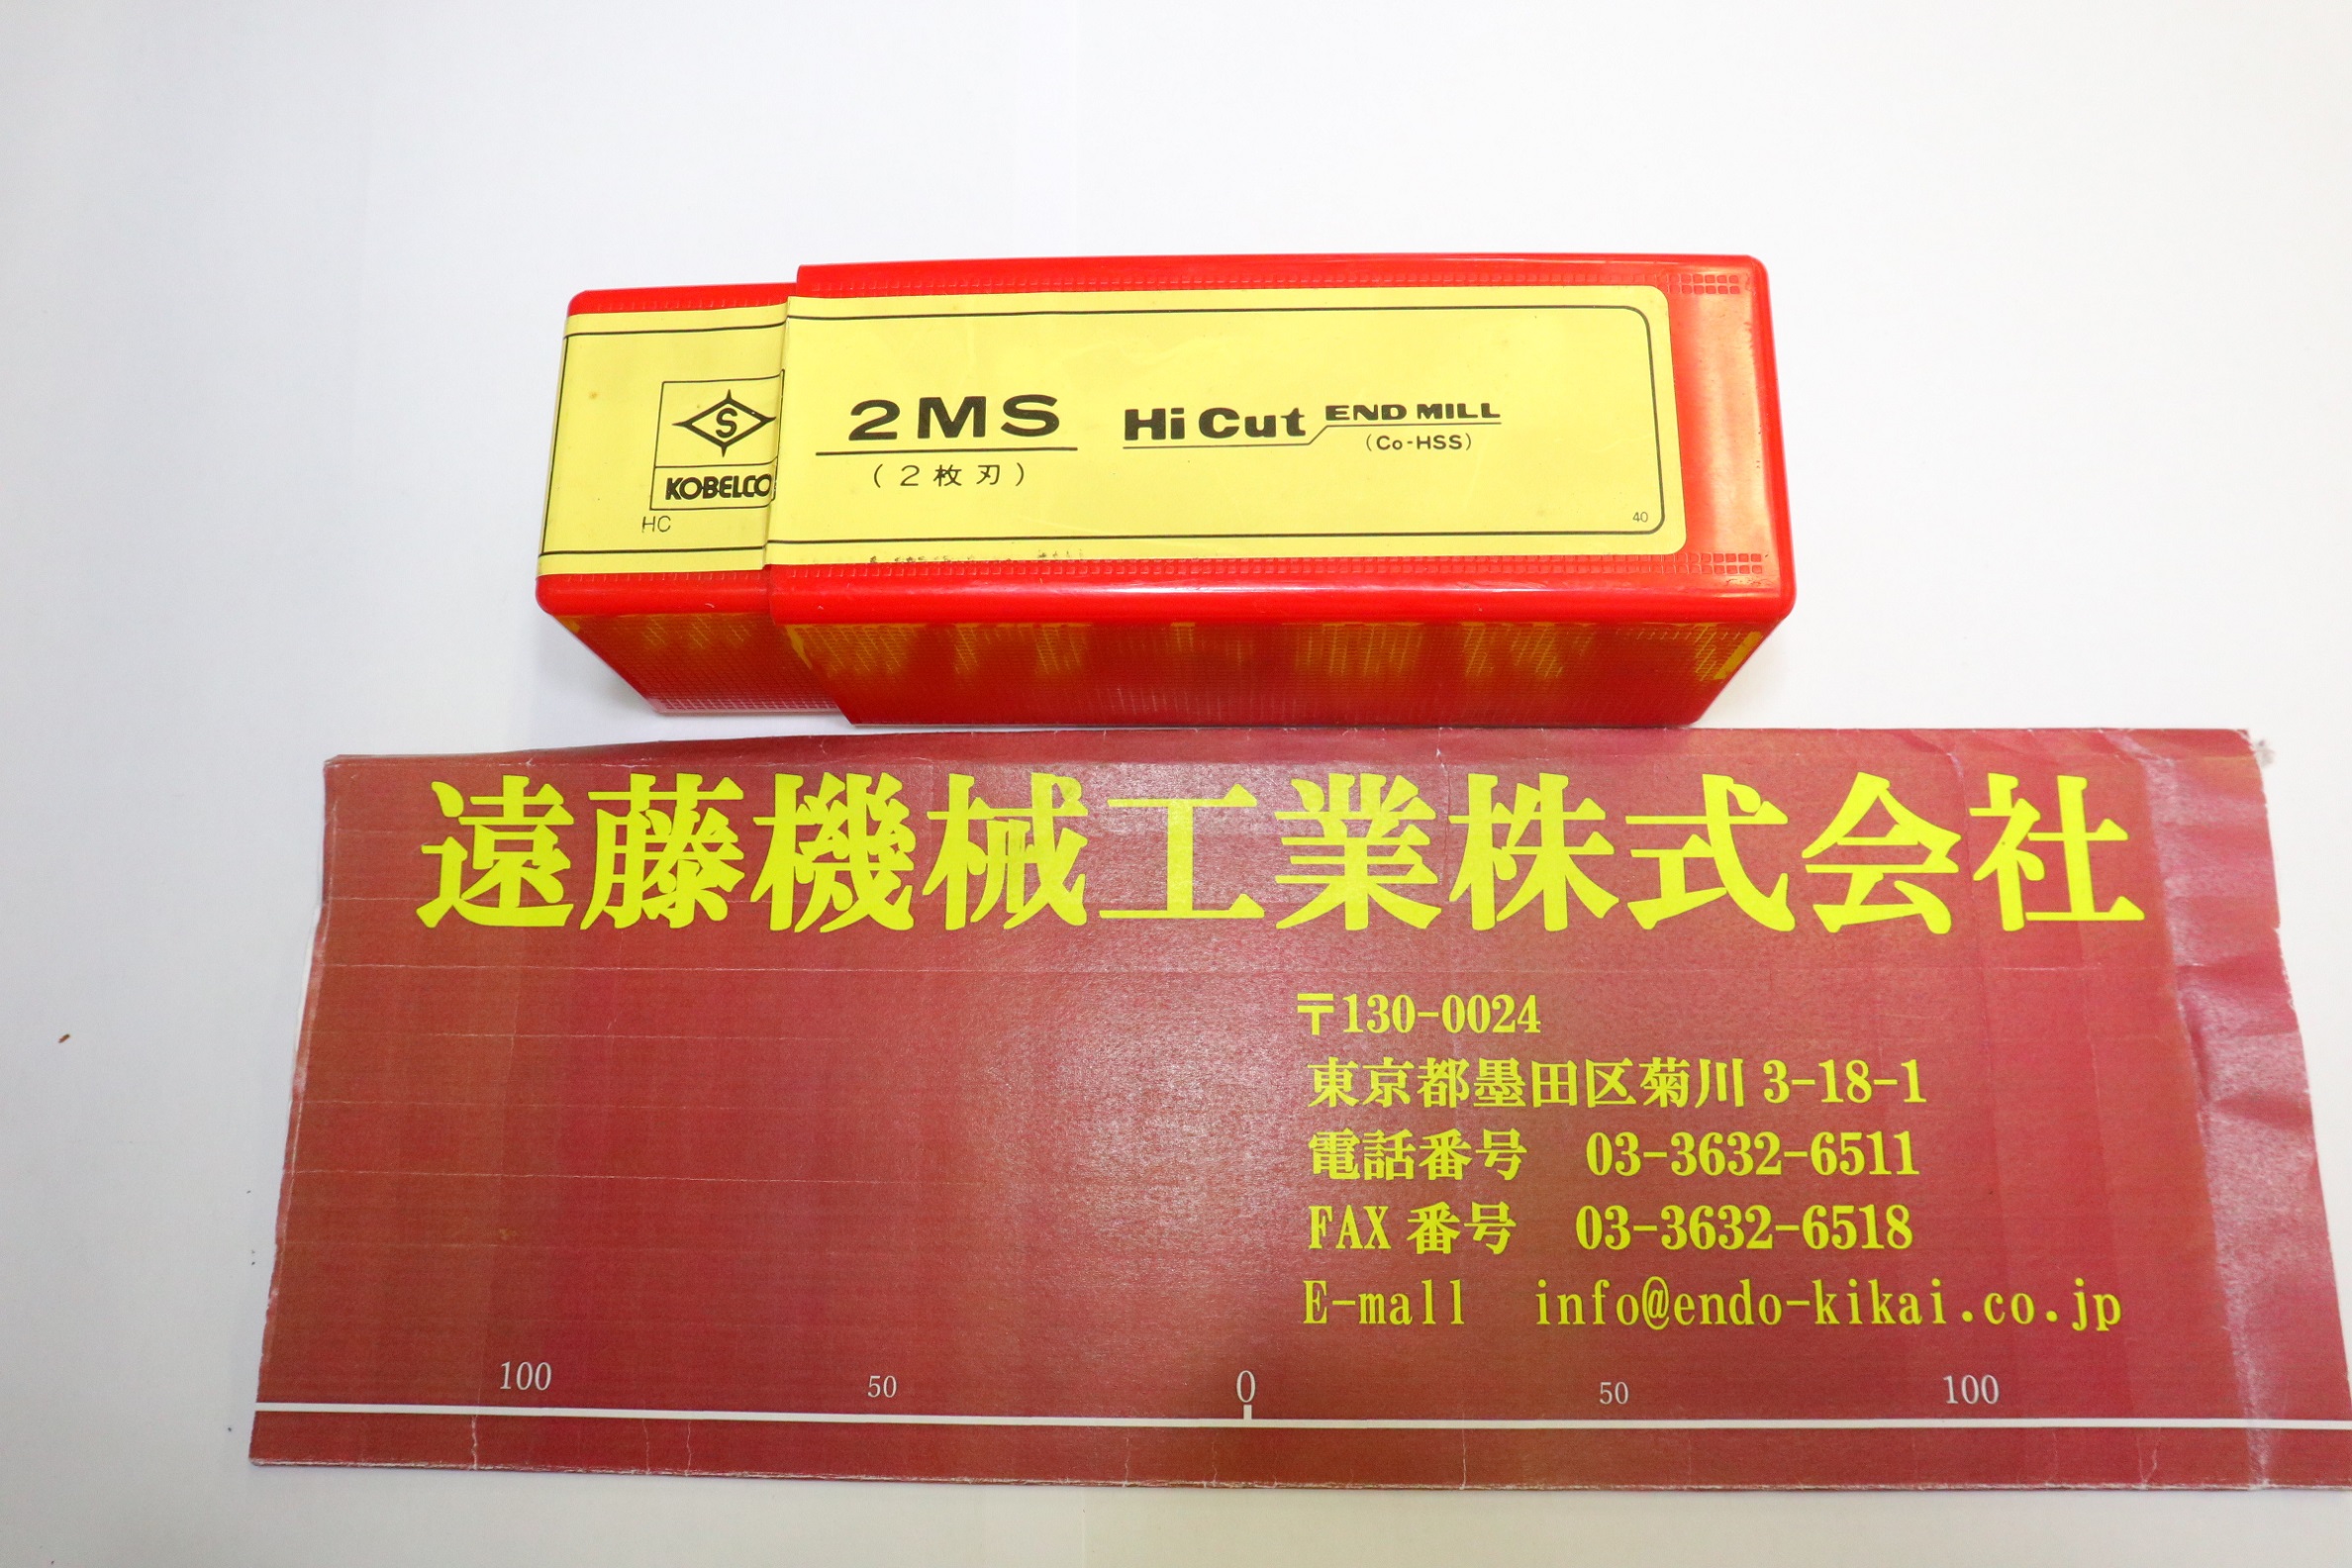 S
KOBELCO
HC
2MS
(2枚刃)
Hi Cut END MILL
(Co-HSS)
40
遠藤機械工業株式会社
〒130-0024
東京都墨田区菊川 3-18-1
電話番号 03-3632-6511
FAX 番号 03-3632-6518
E-mall info@endo-kikai.co.jp
100 50 0 50 100